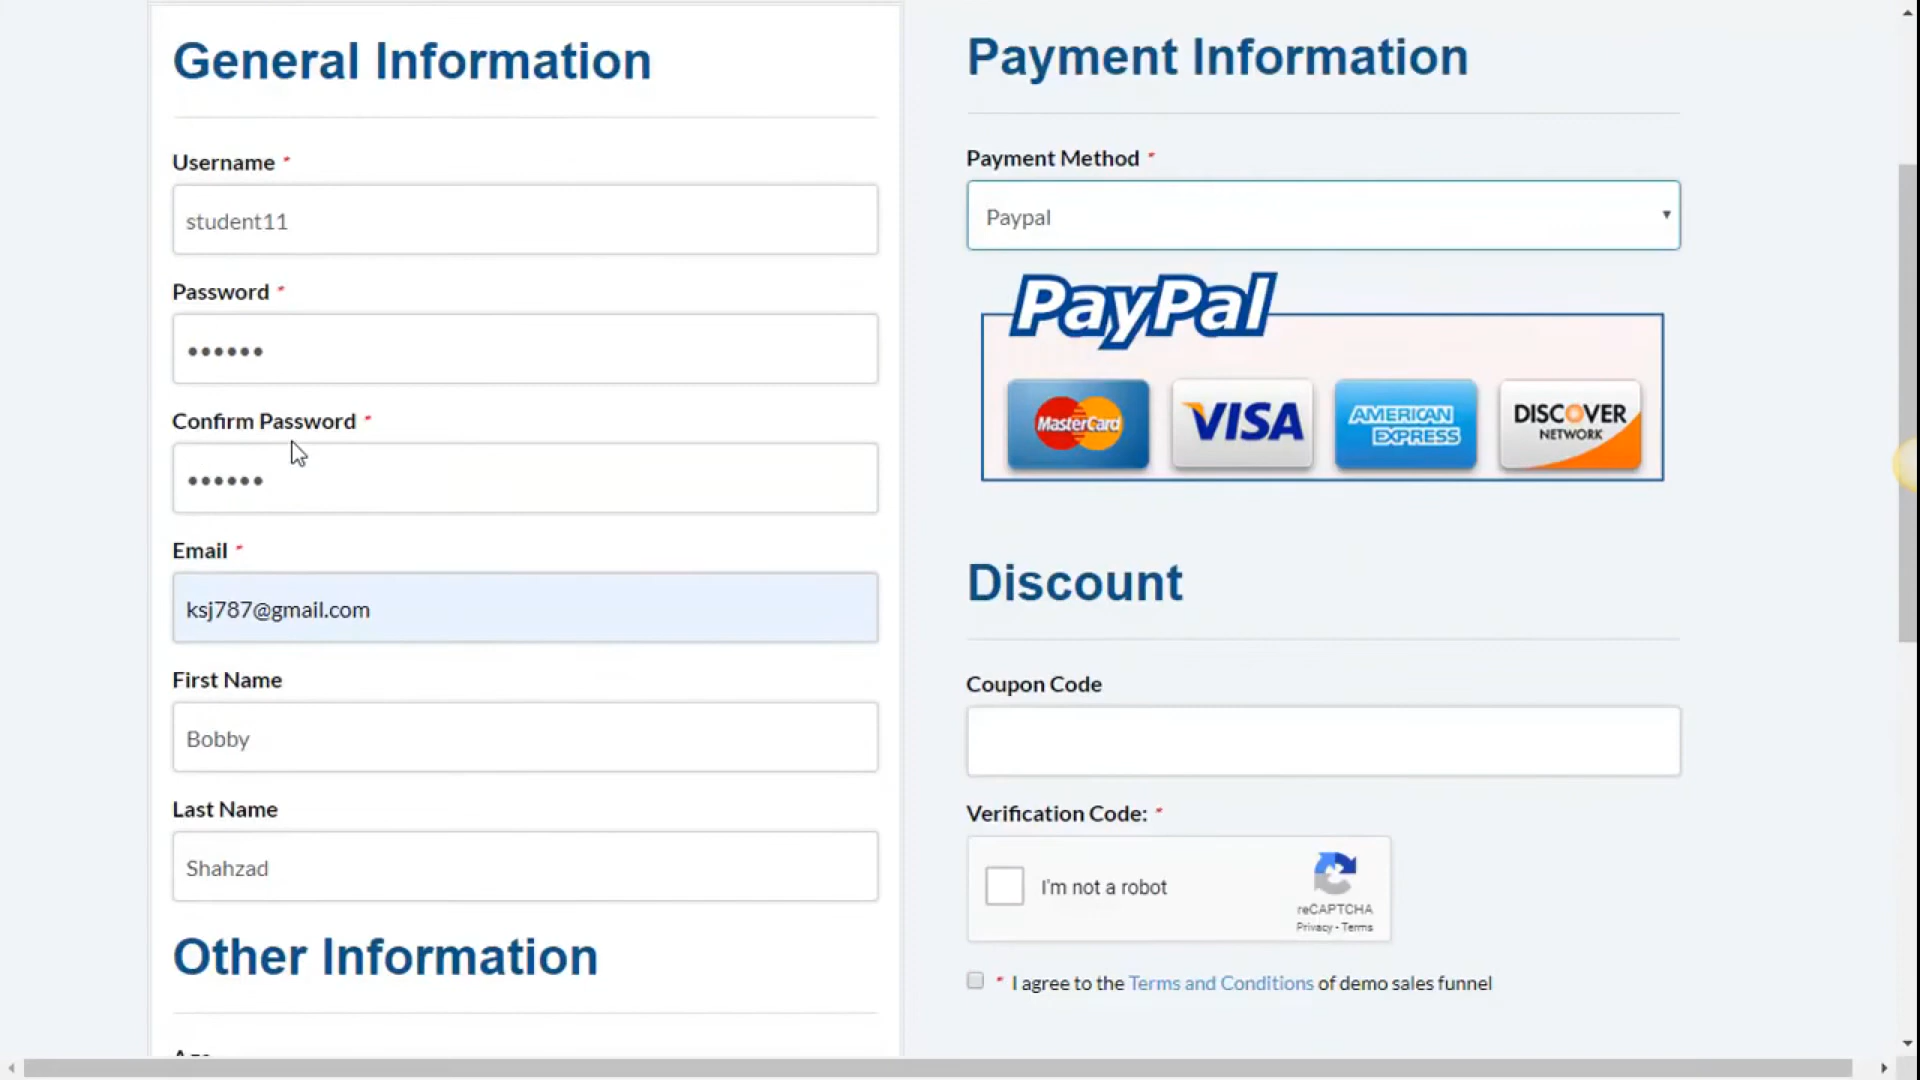 General Information
Username *
student11
Password *
••••••
Confirm Password *
••••••
Email *
ksj787@gmail.com
First Name
Bobby
Last Name
Shahzad
Other Information
Payment Information
Payment Method *
Paypal
PayPal
MasterCard
VISA
AMERICAN
EXPRESS
DISCOVER
NETWORK
Discount
Coupon Code
Verification Code: *
I'm not a robot
reCAPTCHA
Privacy - Terms
* I agree to the Terms and Conditions of demo sales funnel